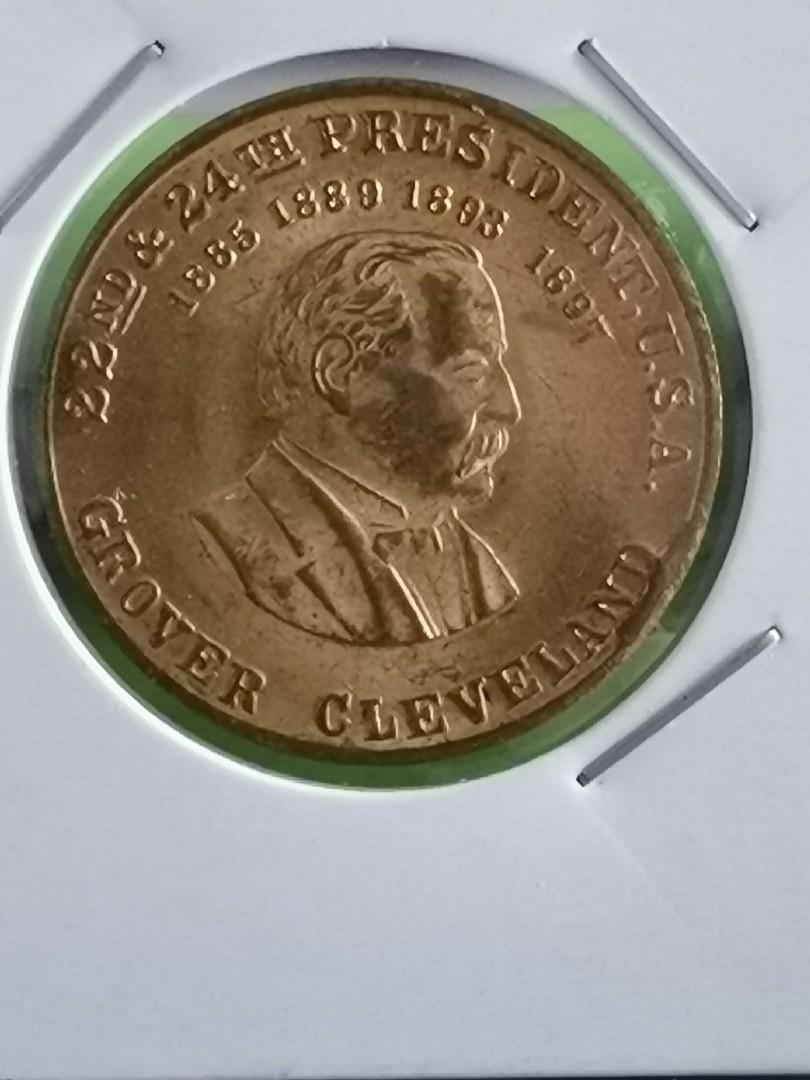 22ND & 24TH PRESIDENT, U.S.A.
1885 1889 1893 1897
GROVER CLEVELAND